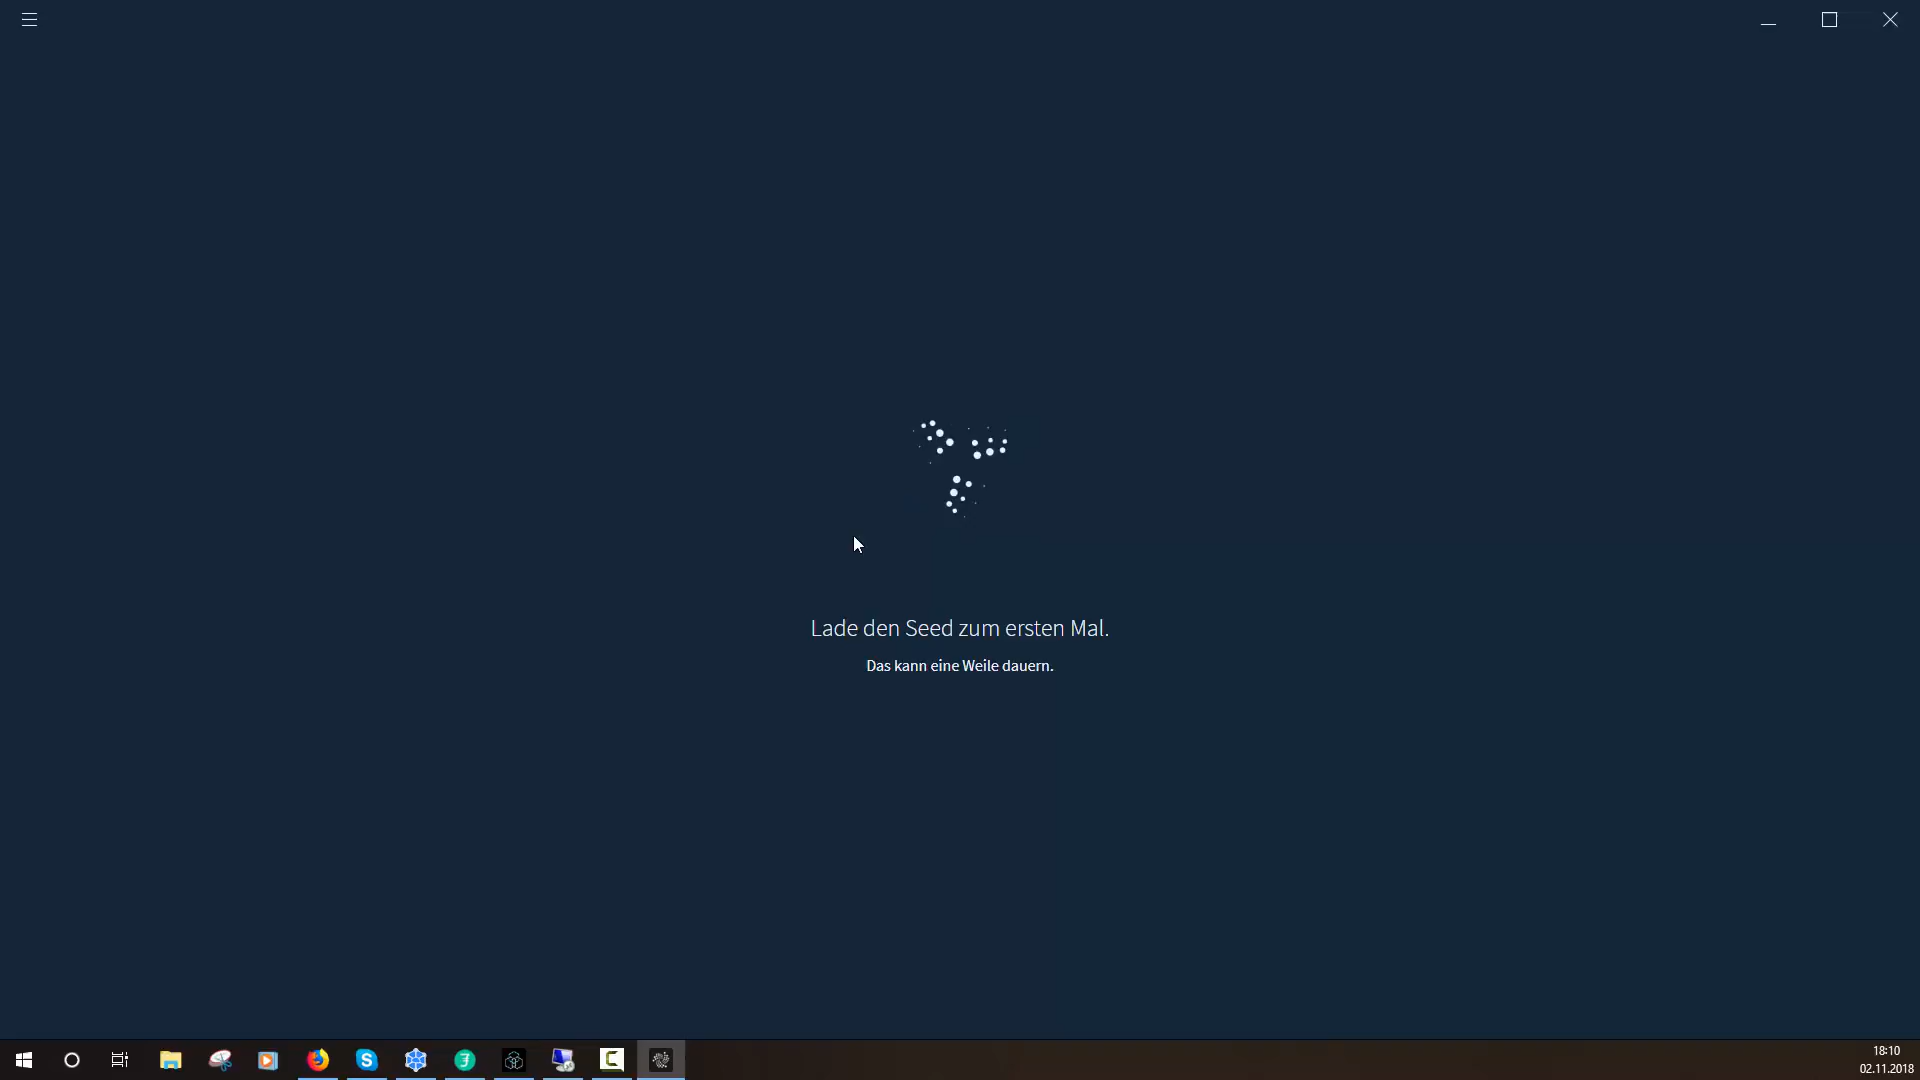 Lade den Seed zum ersten Mal.
Das kann eine Weile dauern.
18:10
02.11.2018